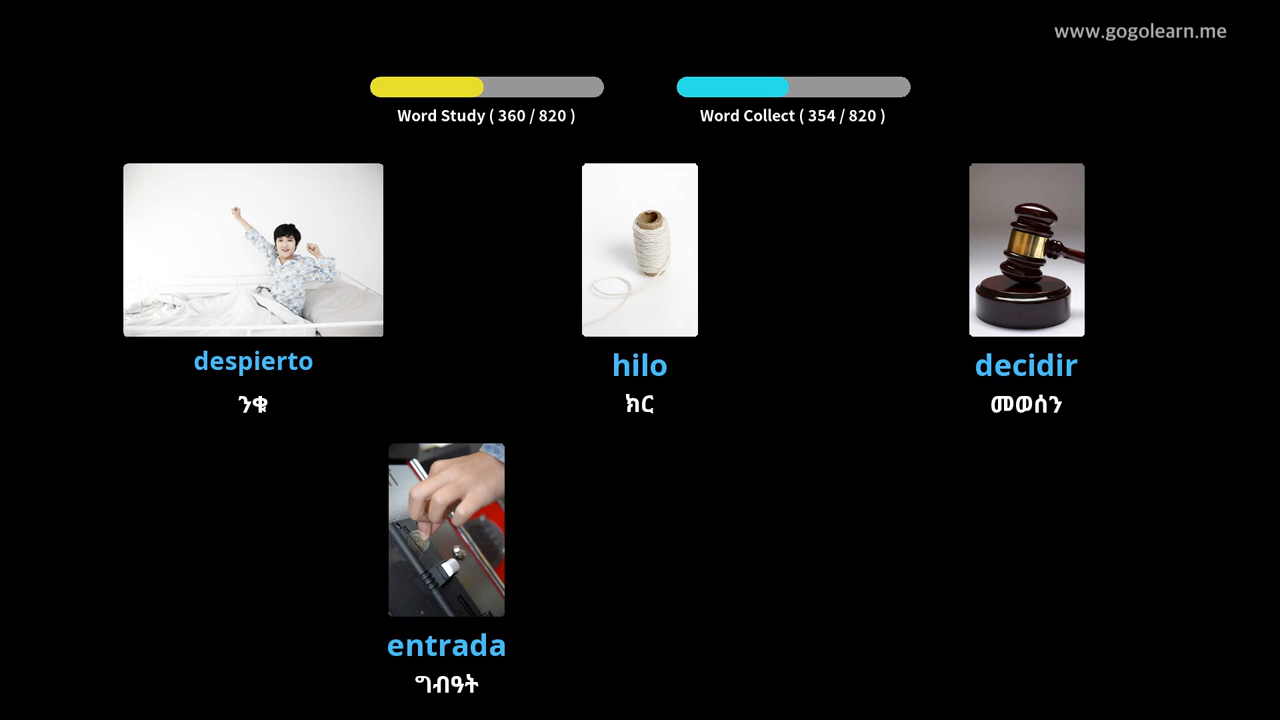 www.gogolearn.me
Word Study ( 360 / 820 )
Word Collect ( 354 / 820 )
despierto
ንቁ
hilo
ክር
decidir
መወሰን
entrada
ግብዓት